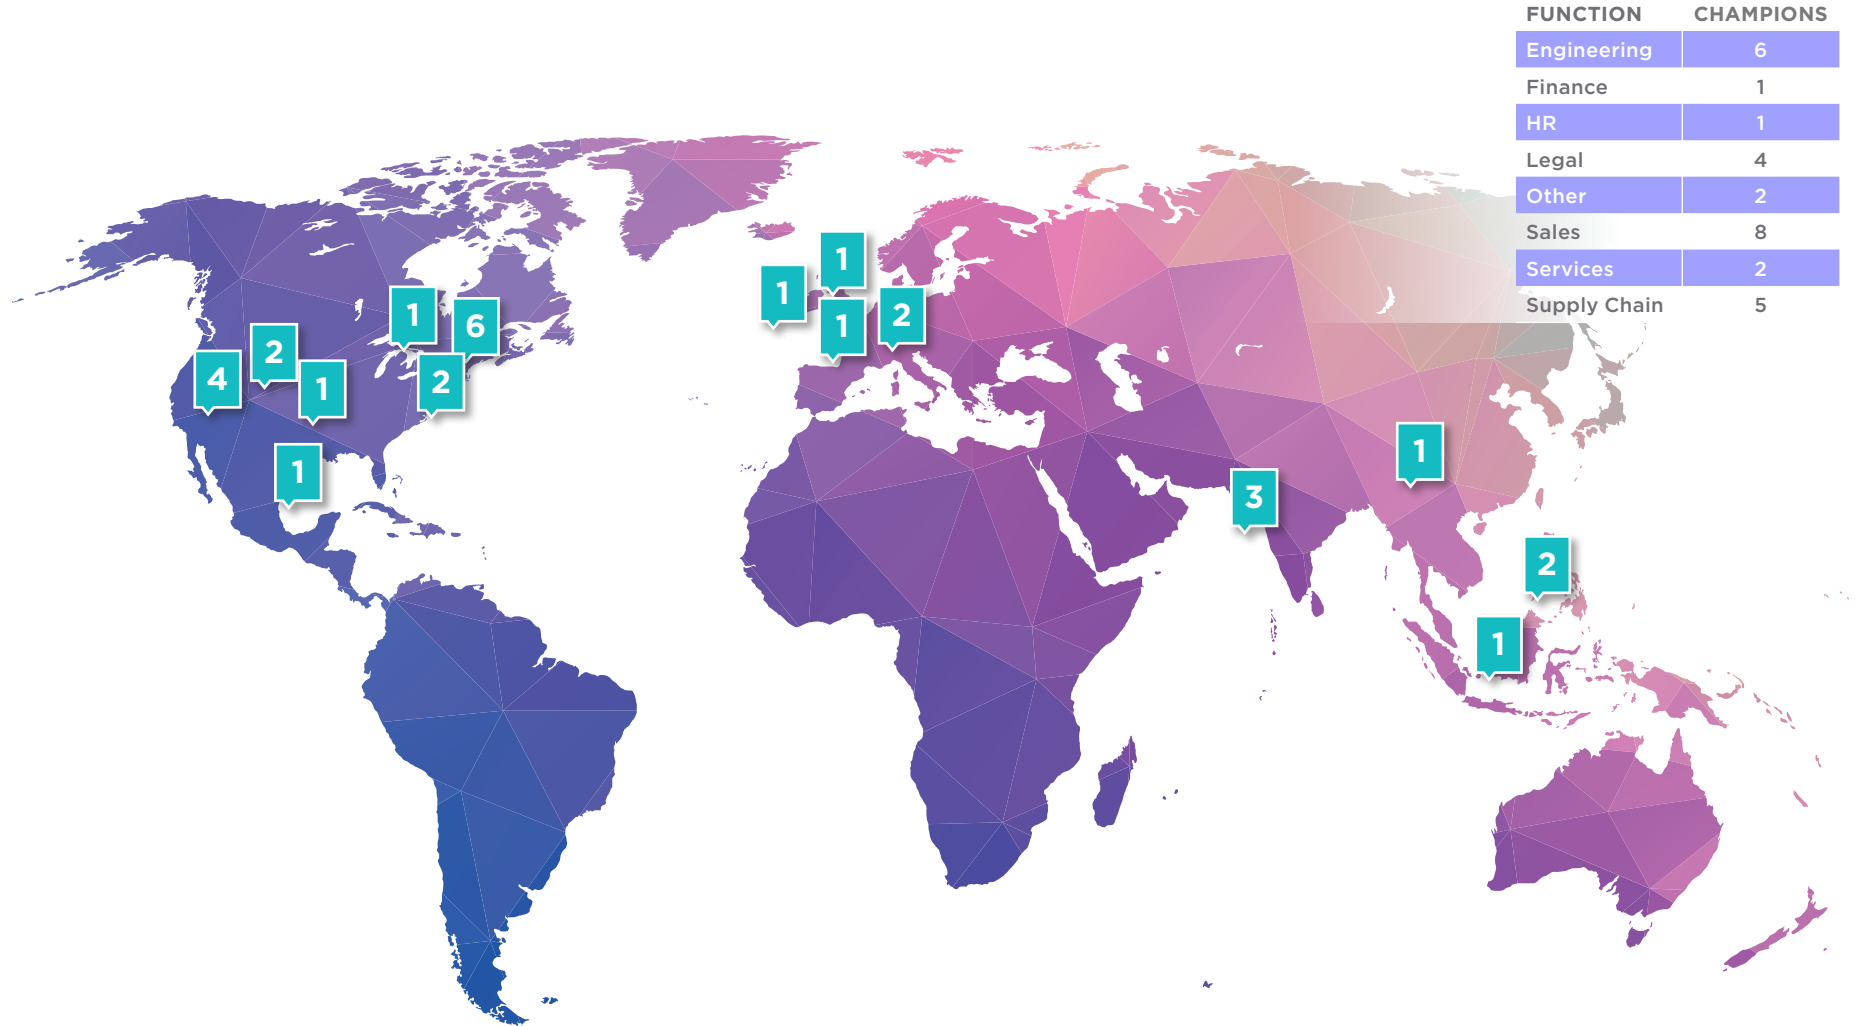 FUNCTION CHAMPIONS
Engineering 6
Finance 1
HR 1
Legal 4
Other 2
Sales 8
Services 2
Supply Chain 5
1
1
1
2
1
6
2
4
1
2
1
1
3
2
1